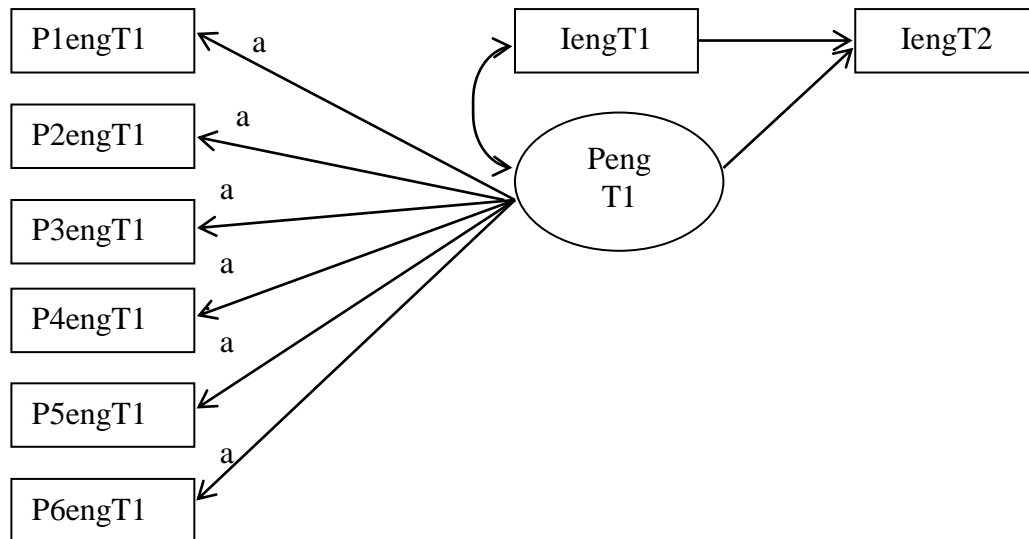 P1engT1
a
IengT1
IengT2
P2engT1
a
Peng
T1
P3engT1
a
P4engT1
a
P5engT1
a
P6engT1
a